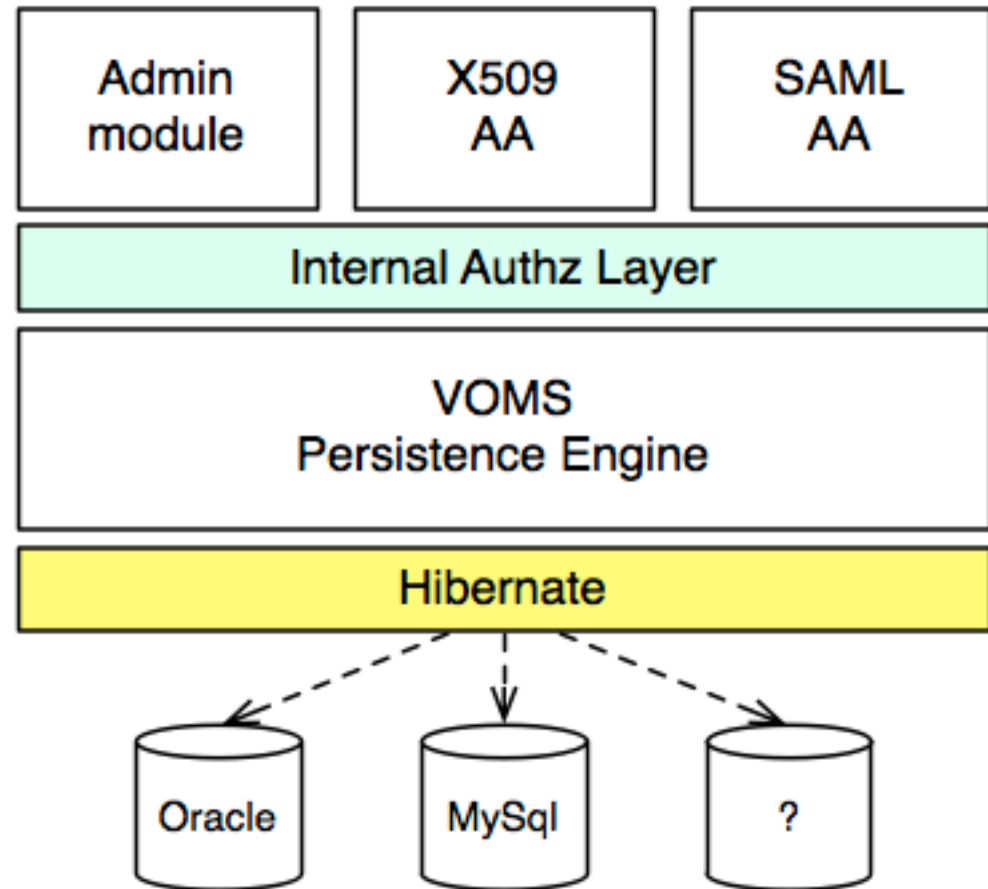 Admin
module
X509
AA
SAML
AA
Internal Authz Layer
VOMS
Persistence Engine
Hibernate
Oracle
MySql
?